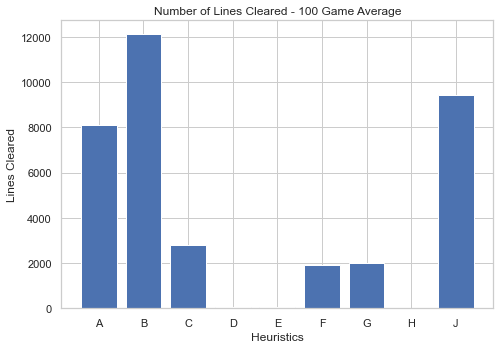 Number of Lines Cleared - 100 Game Average
12000
10000
8000
6000
4000
2000
0
Lines Cleared
A B C D E F G H J
Heuristics